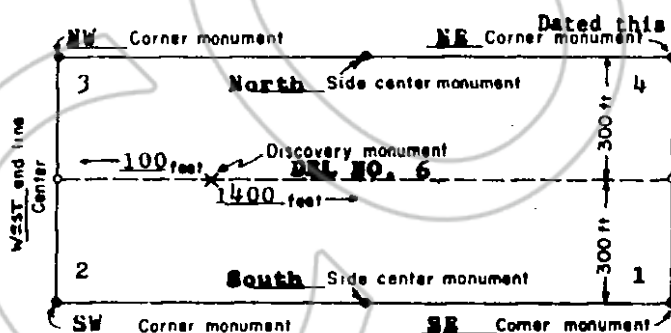 Dated this
NW Corner monument NE Corner monument
3 North Side center monument 4
300 ft
WEST end line
Center
100 feet Discovery monument
DEL NO. 6
1400 feet
300 ft
2 South Side center monument 1
SW Corner monument SE Corner monument